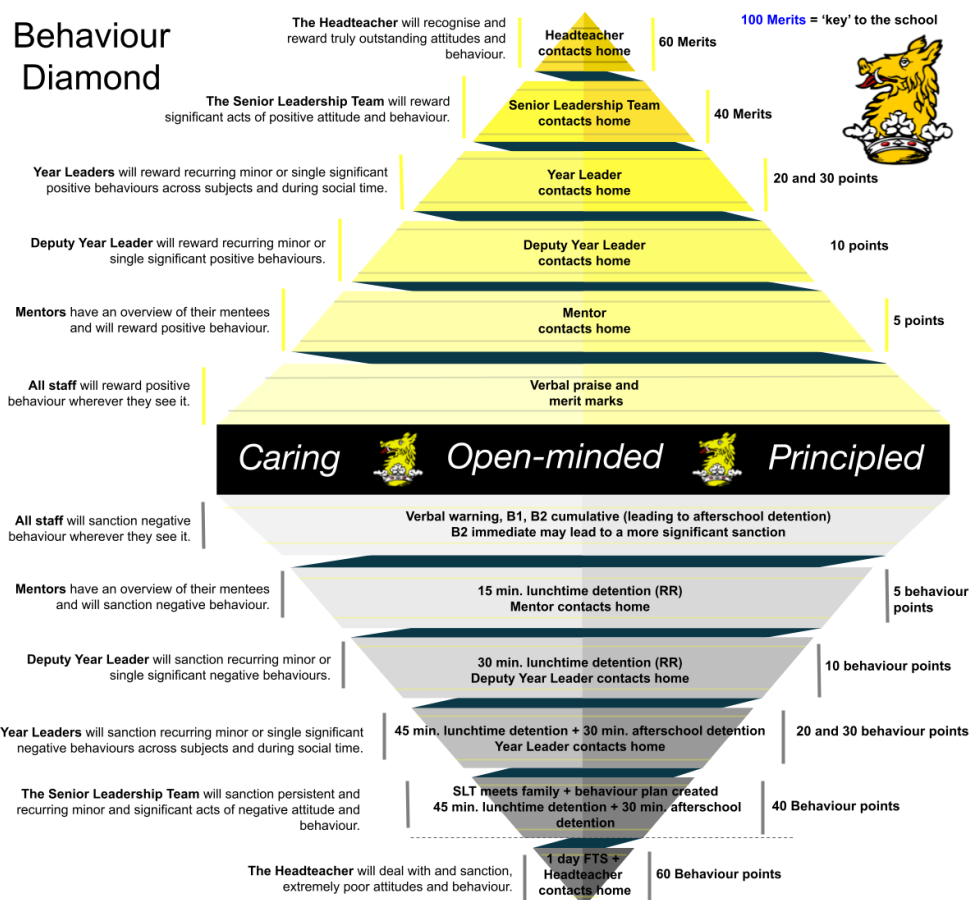 Behaviour
Diamond
100 Merits = ‘key’ to the school
The Headteacher will recognise and
reward truly outstanding attitudes and
behaviour.
Headteacher
contacts home
60 Merits
The Senior Leadership Team will reward
significant acts of positive attitude and behaviour.
Senior Leadership Team
contacts home
40 Merits
Year Leaders will reward recurring minor or single significant
positive behaviours across subjects and during social time.
Year Leader
contacts home
20 and 30 points
Deputy Year Leader will reward recurring minor or
single significant positive behaviours.
Deputy Year Leader
contacts home
10 points
Mentors have an overview of their mentees
and will reward positive behaviour.
Mentor
contacts home
5 points
All staff will reward positive
behaviour wherever they see it.
Verbal praise and
merit marks
Caring Open-minded Principled
All staff will sanction negative
behaviour wherever they see it.
Verbal warning, B1, B2 cumulative (leading to afterschool detention)
B2 immediate may lead to a more significant sanction
Mentors have an overview of their mentees
and will sanction negative behaviour.
15 min. lunchtime detention (RR)
Mentor contacts home
5 behaviour
points
Deputy Year Leader will sanction recurring minor or
single significant negative behaviours.
30 min. lunchtime detention (RR)
Deputy Year Leader contacts home
10 behaviour points
Year Leaders will sanction recurring minor or single significant
negative behaviours across subjects and during social time.
45 min. lunchtime detention + 30 min. afterschool detention
Year Leader contacts home
20 and 30 behaviour points
The Senior Leadership Team will sanction persistent and
recurring minor and significant acts of negative attitude and
behaviour.
SLT meets family + behaviour plan created
45 min. lunchtime detention + 30 min. afterschool
detention
40 Behaviour points
The Headteacher will deal with and sanction,
extremely poor attitudes and behaviour.
1 day FTS +
Headteacher
contacts home
60 Behaviour points